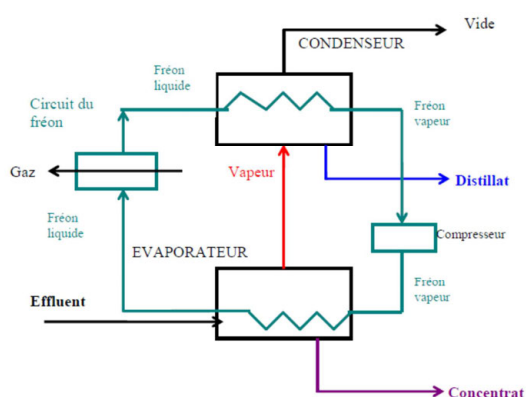 Vide
CONDENSEUR
Fréon
liquide
Circuit du
fréon
Fréon
vapeur
Gaz
Vapeur
Distillat
Fréon
liquide
Compresseur
EVAPORATEUR
Fréon
vapeur
Effluent
Concentrat